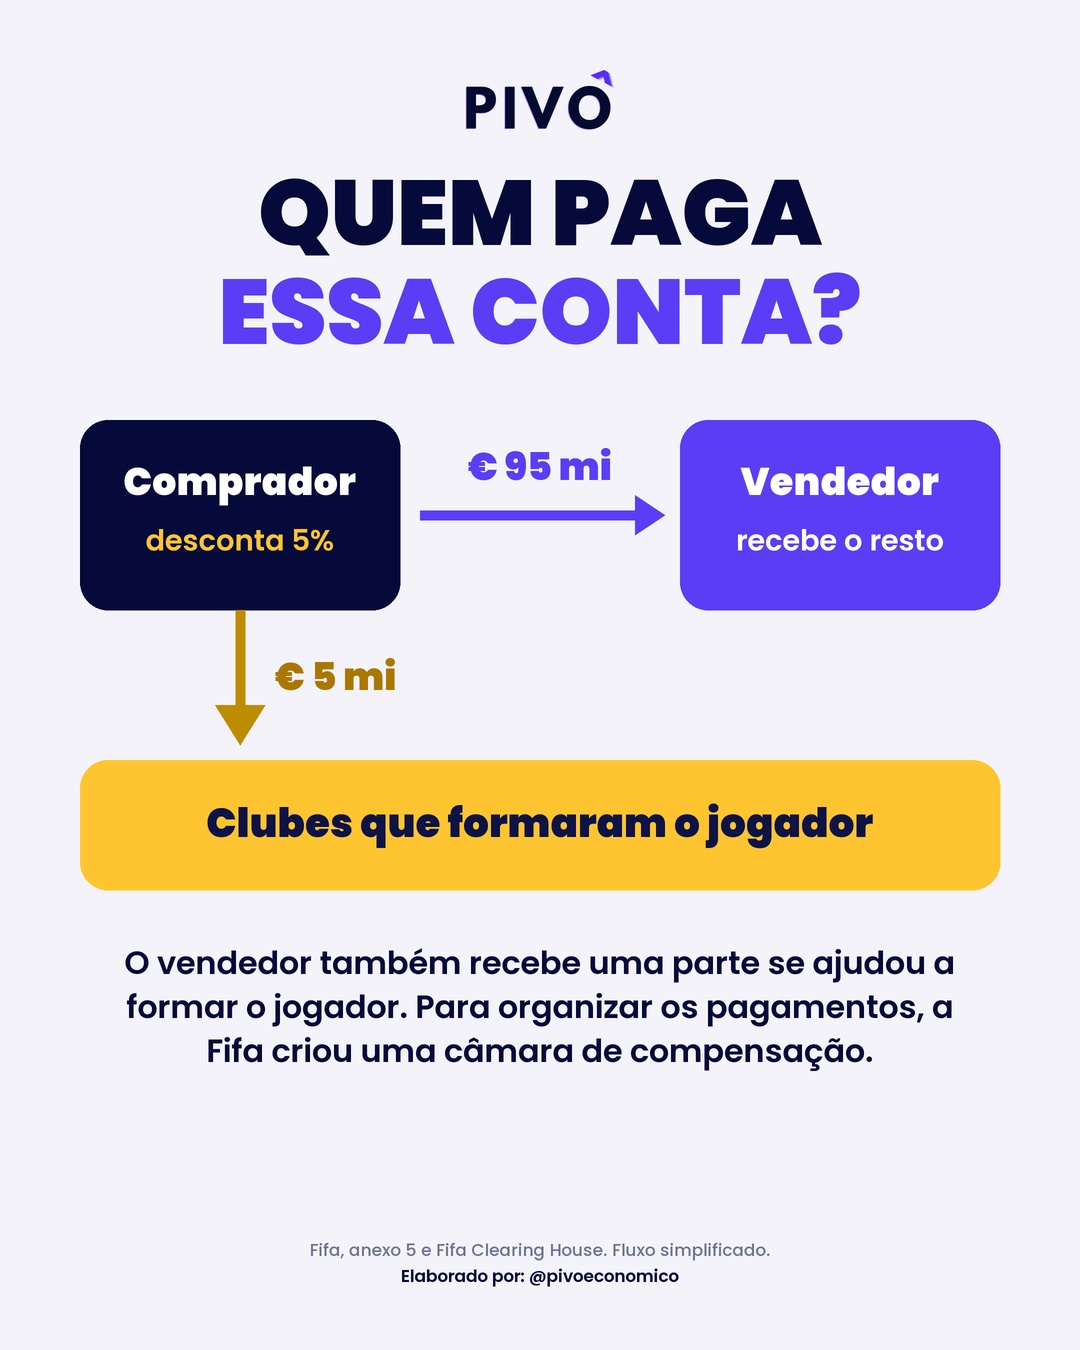 PIVÔ
QUEM PAGA
ESSA CONTA?
Comprador
desconta 5%
€ 95 mi
Vendedor
recebe o resto
€ 5 mi
Clubes que formaram o jogador
O vendedor também recebe uma parte se ajudou a
formar o jogador. Para organizar os pagamentos, a
Fifa criou uma câmara de compensação.
Fifa, anexo 5 e Fifa Clearing House. Fluxo simplificado.
Elaborado por: @pivoeconomico